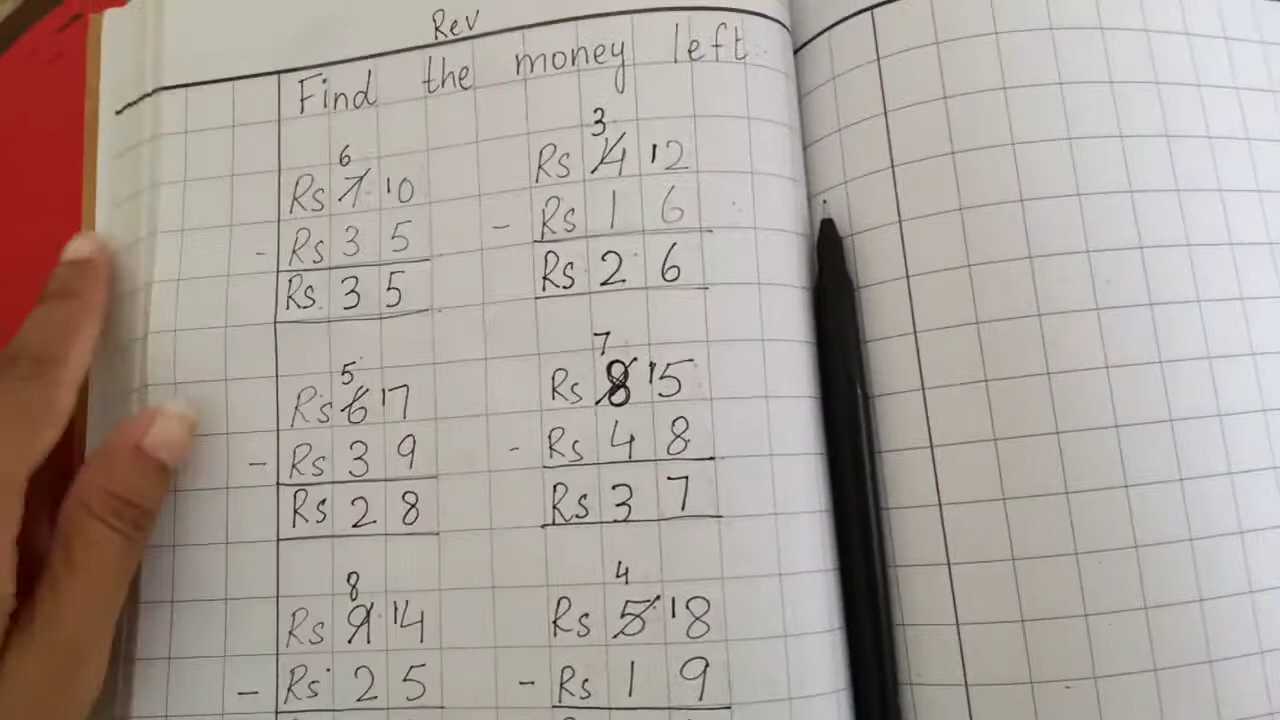 Rev
Find the money left
6
Rs 7 10
- Rs 3 5
Rs. 3 5
3
Rs 4 12
- Rs 1 6
Rs 2 6
5
Rs 6 17
- Rs 3 9
Rs 2 8
7
Rs 8 15
- Rs 4 8
Rs 3 7
8
Rs 9 14
- Rs 2 5
4
Rs 5 18
- Rs 1 9